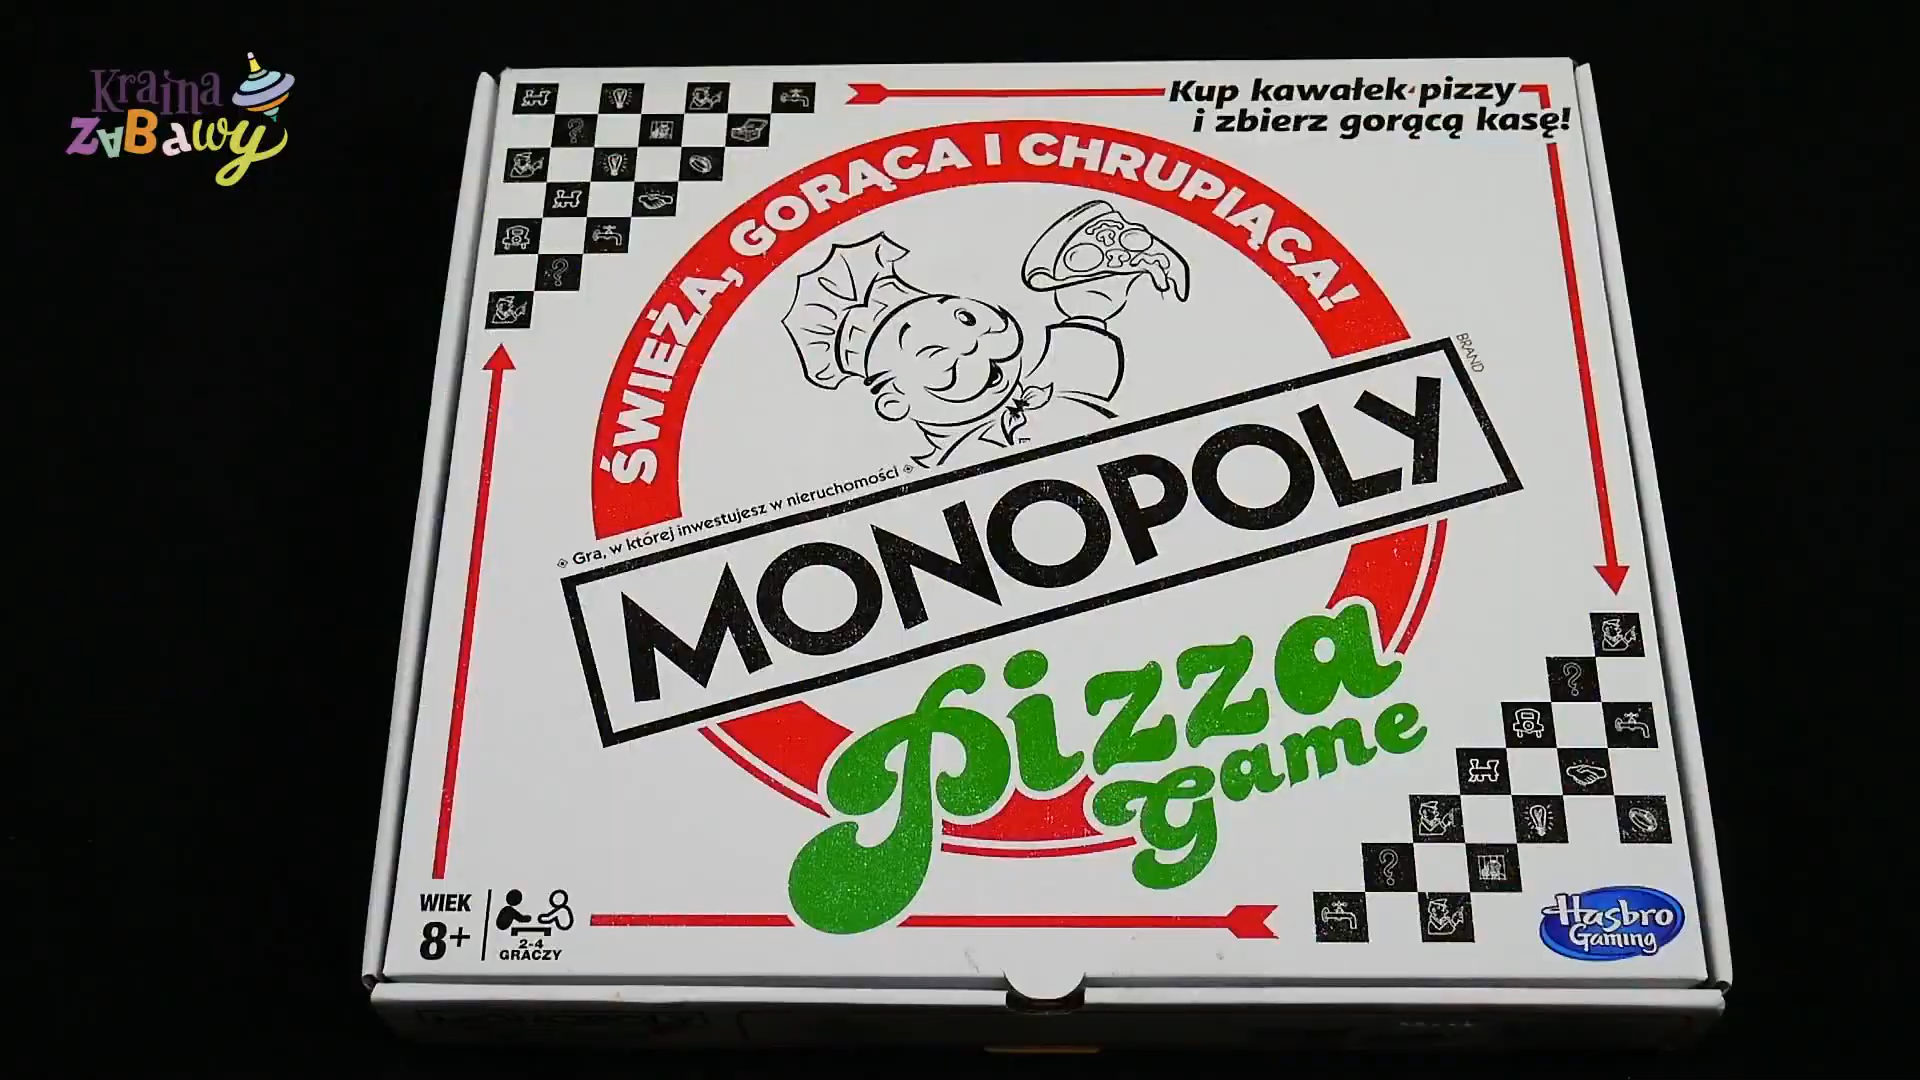 Kraina
ZaBawy
Kup kawałek pizzy
i zbierz gorącą kasę!
ŚWIEŻA, GORĄCA I CHRUPIĄCA!
BRAND
Gra, w której inwestujesz w nieruchomości
MONOPOLY
Pizza
Game
WIEK
8+
2-4
GRACZY
Hasbro
Gaming